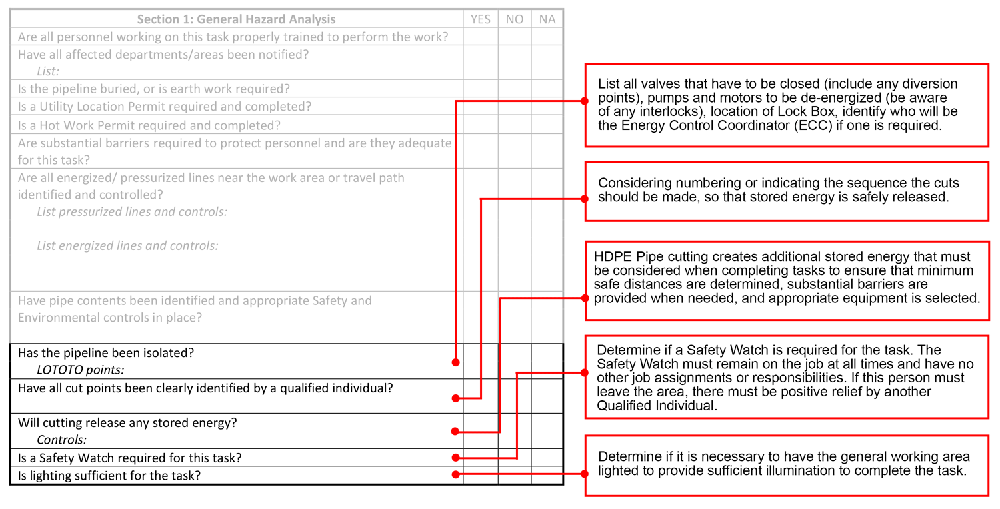 Section 1: General Hazard Analysis YES NO NA
Are all personnel working on this task properly trained to perform the work?
Have all affected departments/areas been notified?
List:
Is the pipeline buried, or is earth work required?
Is a Utility Location Permit required and completed?
Is a Hot Work Permit required and completed?
Are substantial barriers required to protect personnel and are they adequate
for this task?
Are all energized/ pressurized lines near the work area or travel path
identified and controlled?
List pressurized lines and controls:
List energized lines and controls:
Have pipe contents been identified and appropriate Safety and
Environmental controls in place?
Has the pipeline been isolated?
LOTOTO points:
Have all cut points been clearly identified by a qualified individual?
Will cutting release any stored energy?
Controls:
Is a Safety Watch required for this task?
Is lighting sufficient for the task?
List all valves that have to be closed (include any diversion
points), pumps and motors to be de-energized (be aware
of any interlocks), location of Lock Box, identify who will be
the Energy Control Coordinator (ECC) if one is required.
Considering numbering or indicating the sequence the cuts
should be made, so that stored energy is safely released.
HDPE Pipe cutting creates additional stored energy that must
be considered when completing tasks to ensure that minimum
safe distances are determined, substantial barriers are
provided when needed, and appropriate equipment is selected.
Determine if a Safety Watch is required for the task. The
Safety Watch must remain on the job at all times and have no
other job assignments or responsibilities. If this person must
leave the area, there must be positive relief by another
Qualified Individual.
Determine if it is necessary to have the general working area
lighted to provide sufficient illumination to complete the task.